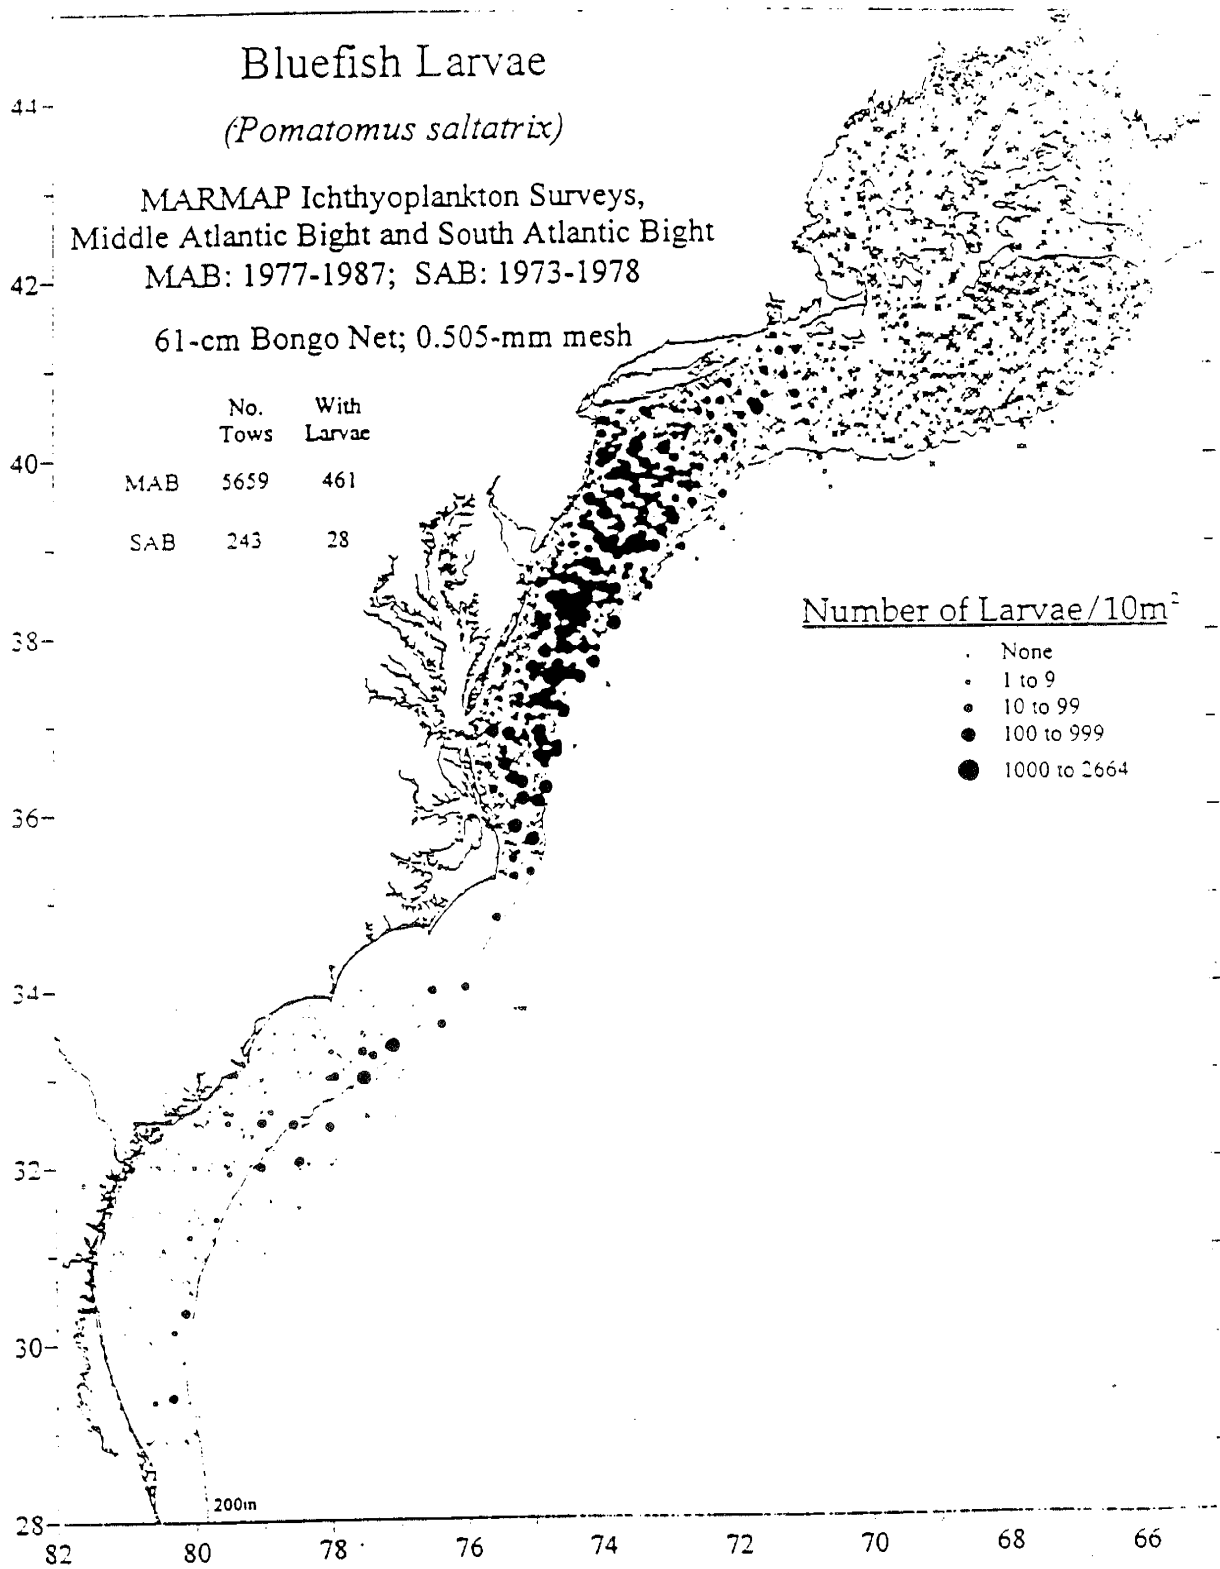 Bluefish Larvae
(Pomatomus saltatrix)
MARMAP Ichthyoplankton Surveys,
Middle Atlantic Bight and South Atlantic Bight
MAB: 1977-1987; SAB: 1973-1978
61-cm Bongo Net; 0.505-mm mesh
No. With
Tows Larvae
MAB 5659 461
SAB 243 28
Number of Larvae/10m²
None
1 to 9
10 to 99
100 to 999
1000 to 2664
44
42
40
38
36
34
32
30
28
200m
82 80 78 76 74 72 70 68 66